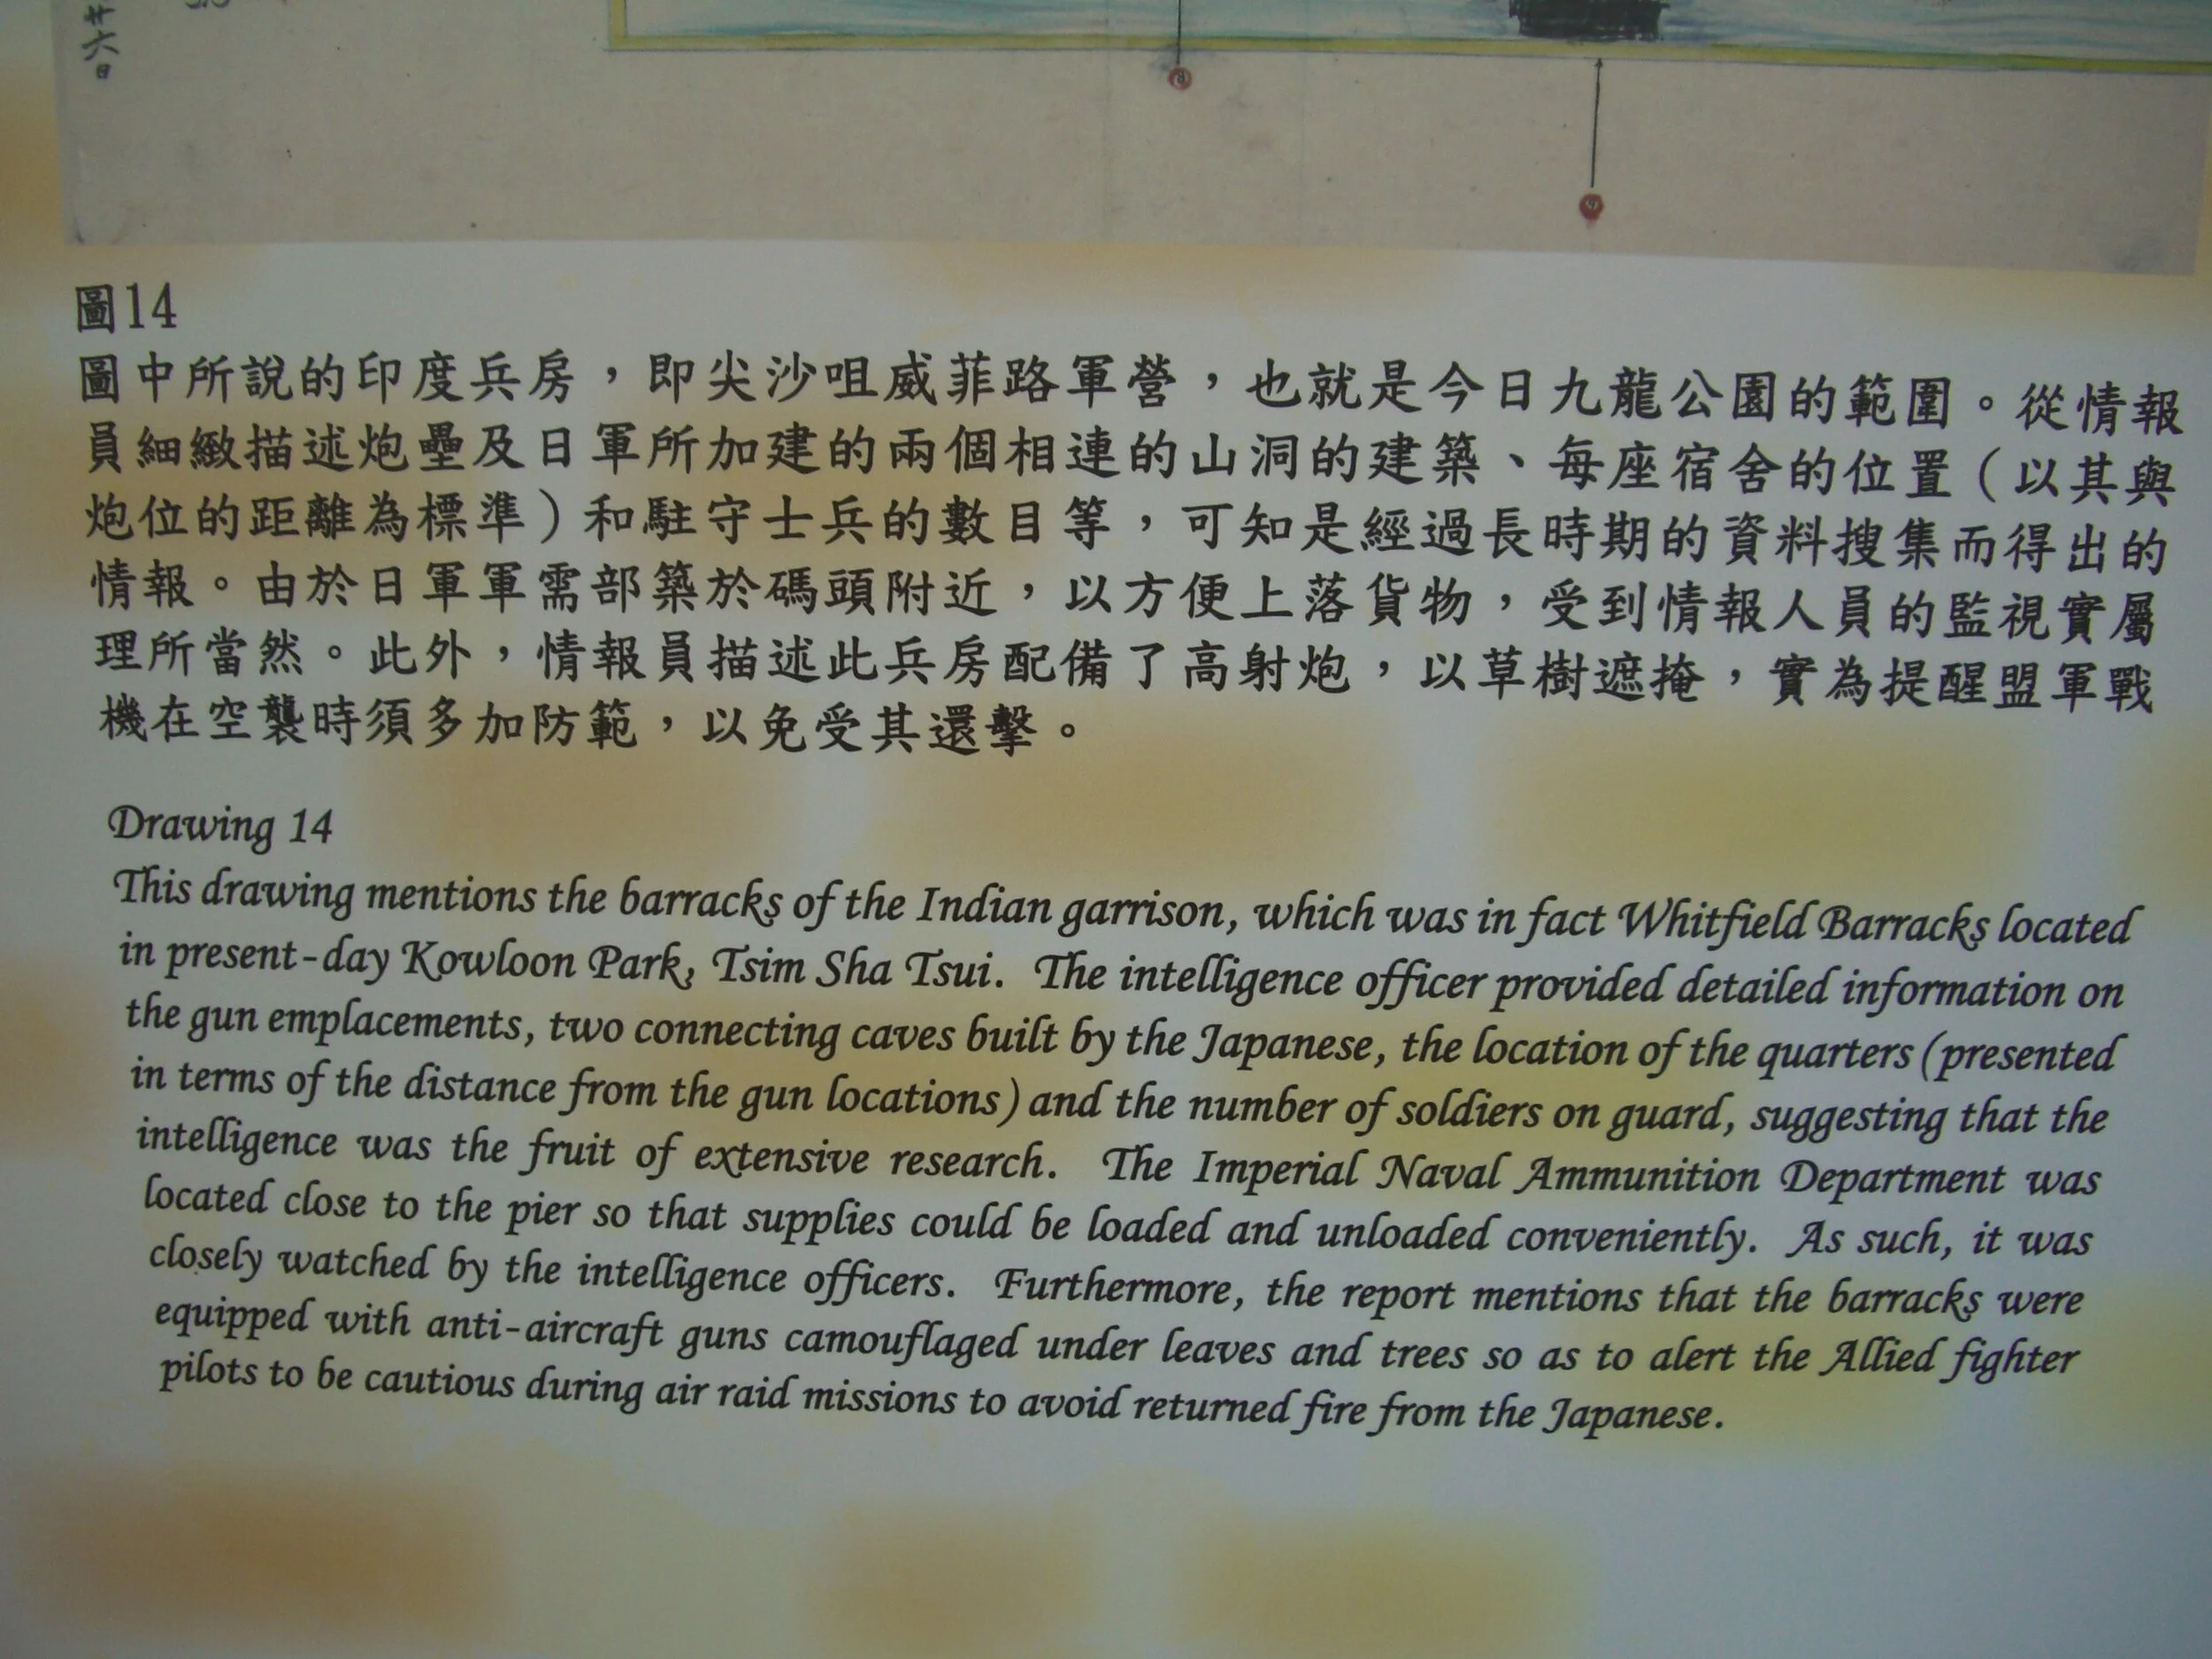 廿六日
8
9
圖14
圖中所說的印度兵房，即尖沙咀威菲路軍營，也就是今日九龍公園的範圍。從情報
員細緻描述炮壘及日軍所加建的兩個相連的山洞的建築、每座宿舍的位置（以其與
炮位的距離為標準）和駐守士兵的數目等，可知是經過長時期的資料搜集而得出的
情報。由於日軍軍需部築於碼頭附近，以方便上落貨物，受到情報人員的監視實屬
理所當然。此外，情報員描述此兵房配備了高射炮，以草樹遮掩，實為提醒盟軍戰
機在空襲時須多加防範，以免受其還擊。
Drawing 14
This drawing mentions the barracks of the Indian garrison, which was in fact Whitfield Barracks located
in present-day Kowloon Park, Tsim Sha Tsui. The intelligence officer provided detailed information on
the gun emplacements, two connecting caves built by the Japanese, the location of the quarters (presented
in terms of the distance from the gun locations) and the number of soldiers on guard, suggesting that the
intelligence was the fruit of extensive research. The Imperial Naval Ammunition Department was
located close to the pier so that supplies could be loaded and unloaded conveniently. As such, it was
closely watched by the intelligence officers. Furthermore, the report mentions that the barracks were
equipped with anti-aircraft guns camouflaged under leaves and trees so as to alert the Allied fighter
pilots to be cautious during air raid missions to avoid returned fire from the Japanese.